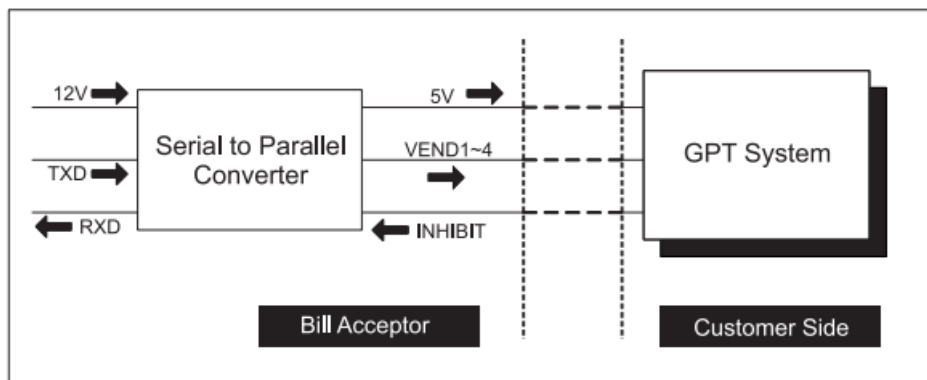 12V
5V
Serial to Parallel
Converter
VEND1~4
GPT System
TXD
RXD
INHIBIT
Bill Acceptor
Customer Side